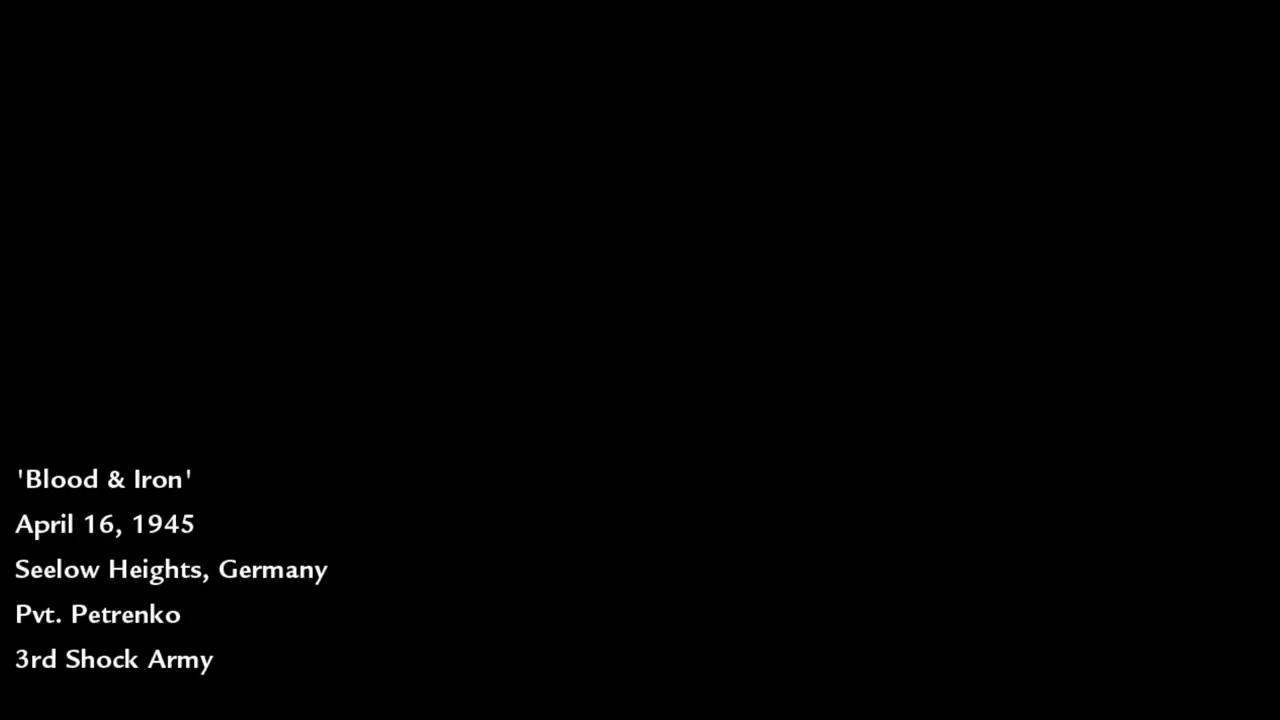 'Blood & Iron'
April 16, 1945
Seelow Heights, Germany
Pvt. Petrenko
3rd Shock Army